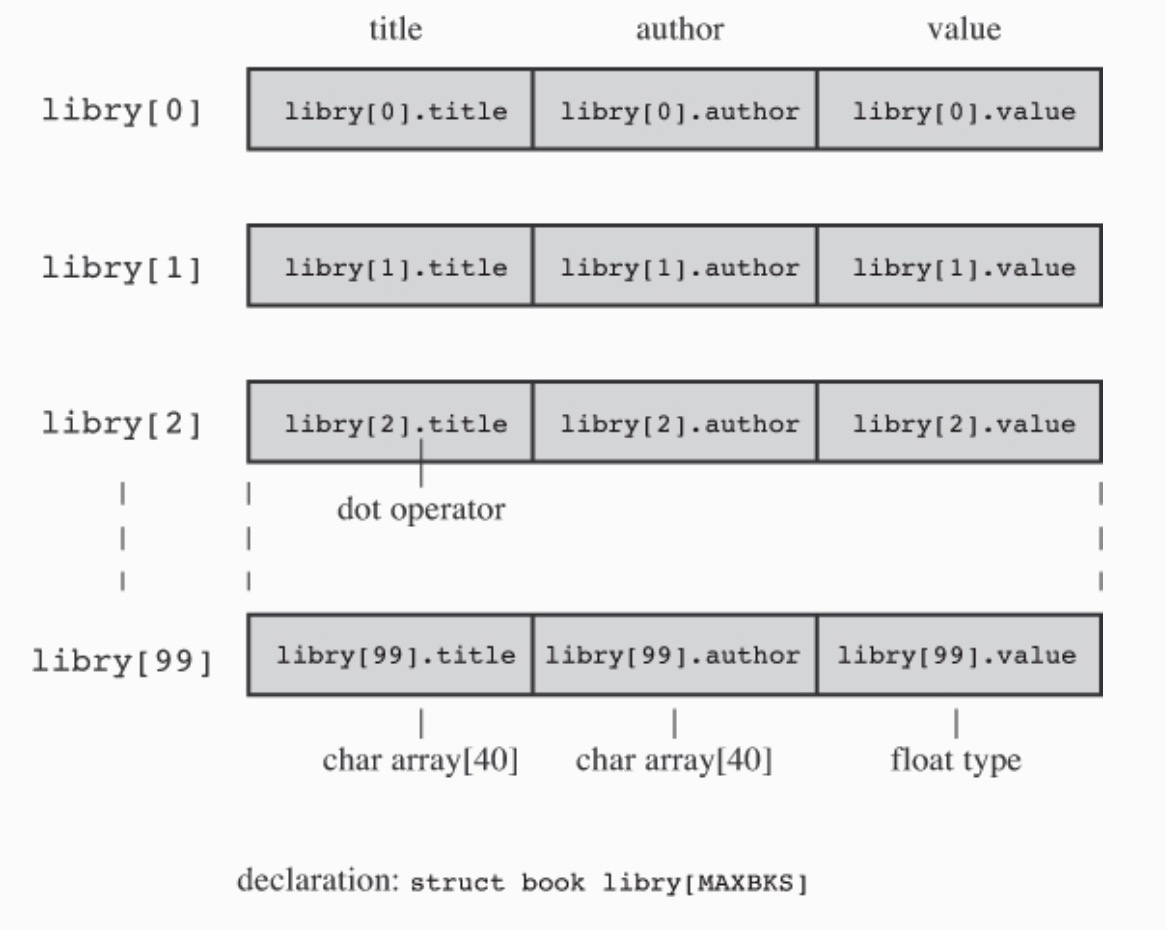 title author value
libry[0] libry[0].title libry[0].author libry[0].value
libry[1] libry[1].title libry[1].author libry[1].value
libry[2] libry[2].title libry[2].author libry[2].value
dot operator
libry[99] libry[99].title libry[99].author libry[99].value
char array[40] char array[40] float type
declaration: struct book libry[MAXBKS]